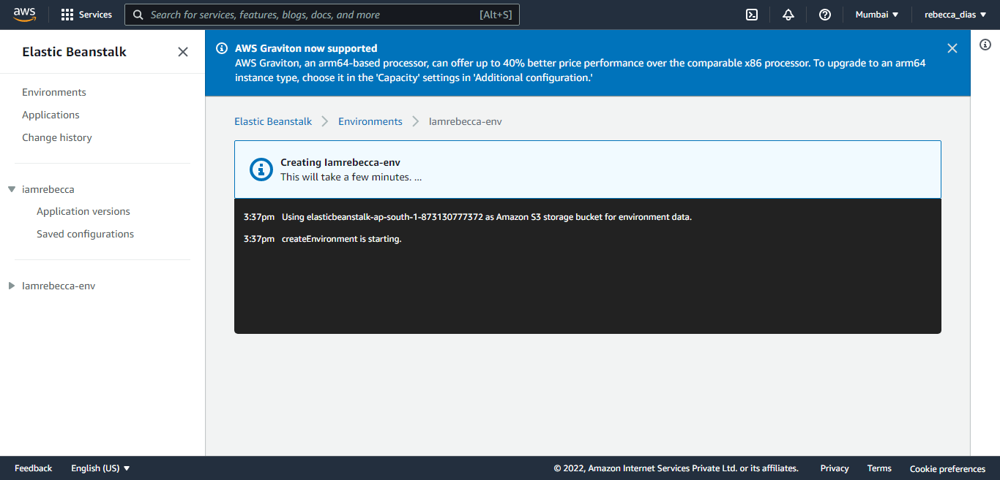 aws
Services
Search for services, features, blogs, docs, and more
[Alt+S]
Mumbai
rebecca_dias
Elastic Beanstalk
Environments
Applications
Change history
iamrebecca
Application versions
Saved configurations
Iamrebecca-env
AWS Graviton now supported
AWS Graviton, an arm64-based processor, can offer up to 40% better price performance over the comparable x86 processor. To upgrade to an arm64
instance type, choose it in the 'Capacity' settings in 'Additional configuration.'
Elastic Beanstalk
Environments
Iamrebecca-env
Creating Iamrebecca-env
This will take a few minutes. ...
3:37pm Using elasticbeanstalk-ap-south-1-873130777372 as Amazon S3 storage bucket for environment data.
3:37pm createEnvironment is starting.
Feedback
English (US)
© 2022, Amazon Internet Services Private Ltd. or its affiliates.
Privacy
Terms
Cookie preferences